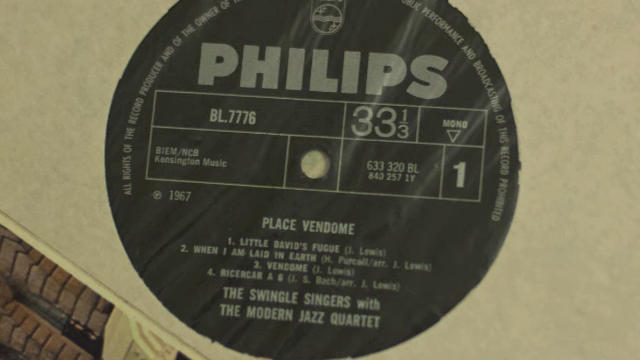 ALL RIGHTS OF THE RECORD PRODUCER AND OF THE OWNER OF
PUBLIC PERFORMANCE AND BROADCASTING OF THIS RECORD PROHIBITED
PHILIPS
BL.7776
33 1/3
MONO
BIEM/NCB
Kensington Music
633 320 BL
840 257 1Y
1
℗ 1967
PLACE VENDOME
1. LITTLE DAVID'S FUGUE (J. Lewis)
2. WHEN I AM LAID IN EARTH (H. Purcell/arr. J. Lewis)
3. VENDOME (J. Lewis)
4. RICERCAR A 6 (J. S. Bach/arr. J. Lewis)
THE SWINGLE SINGERS with
THE MODERN JAZZ QUARTET